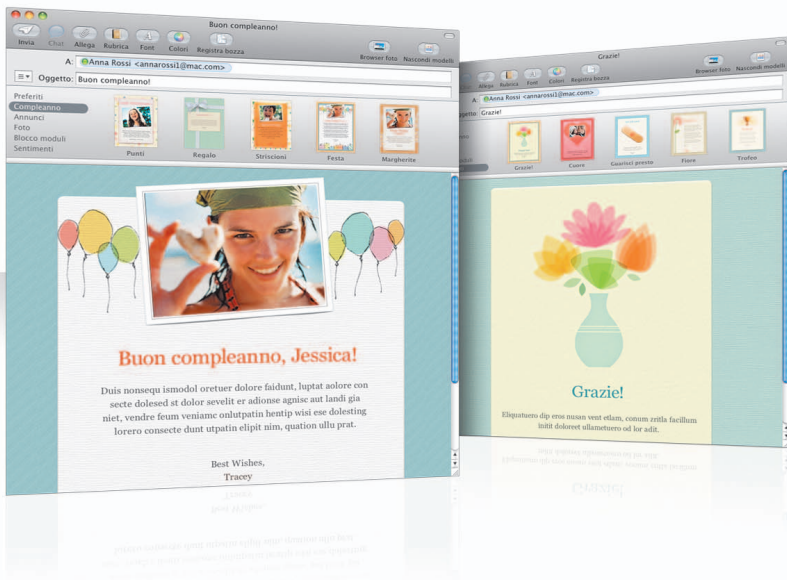 Buon compleanno!
Invia Chat Allega Rubrica Font Colori Registra bozza Browser foto Nascondi modelli
A: Anna Rossi <annarossi1@mac.com>
Oggetto: Buon compleanno!
Preferiti
Compleanno
Annunci
Foto
Blocco moduli
Sentimenti
Punti Regalo Striscioni Festa Margherite
Buon compleanno, Jessica!
Duis nonsequ ismodol oretuer dolore faidunt, luptat aolore con
secte dolesed st dolor sevelit er adionse agnisc aut landi gia
niet, vendre feum veniamc onlutpatin hentip wisi ese dolesting
lorero consecte dunt utpatin elipit nim, quation ullu prat.
Best Wishes,
Tracey
Grazie!
Chat Allega Rubrica Font Colori Registra bozza Browser foto Nascondi modelli
A: Anna Rossi <annarossi1@mac.com>
Grazie!
Grazie! Cuore Guarisci presto Fiore Trofeo
Grazie!
Eliquatuero dip eros nusan vent etlam, conum zritla facillum
initit doloreet ullametuero od lor adit.